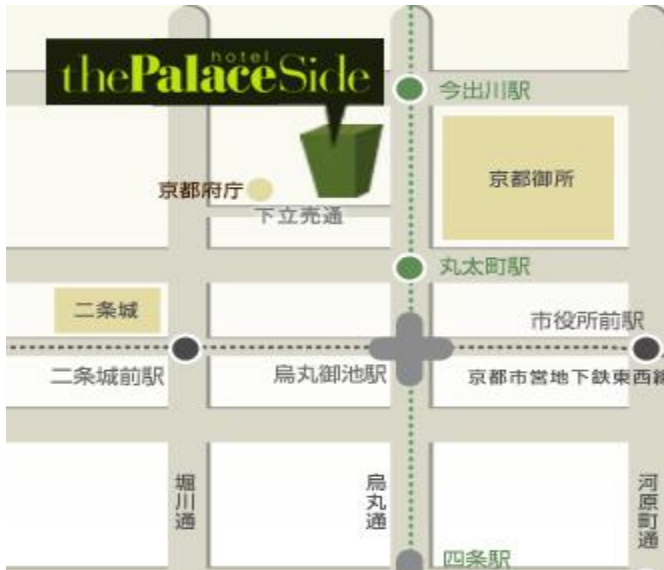 hotel
thePalaceSide
今出川駅
京都御所
京都府庁
下立売通
丸太町駅
二条城
市役所前駅
二条城前駅
烏丸御池駅
京都市営地下鉄東西線
堀川通
烏丸通
河原町通
四条駅